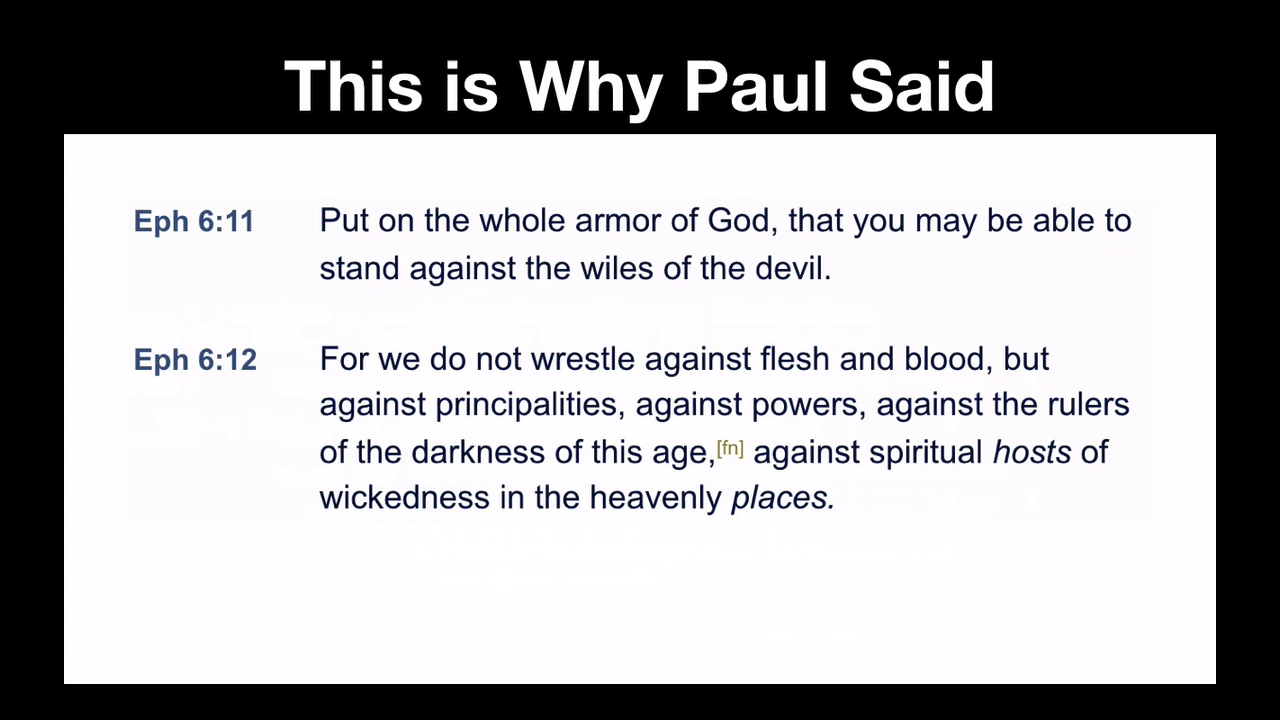 This is Why Paul Said
Eph 6:11 Put on the whole armor of God, that you may be able to
stand against the wiles of the devil.
Eph 6:12 For we do not wrestle against flesh and blood, but
against principalities, against powers, against the rulers
of the darkness of this age,[fn] against spiritual hosts of
wickedness in the heavenly places.